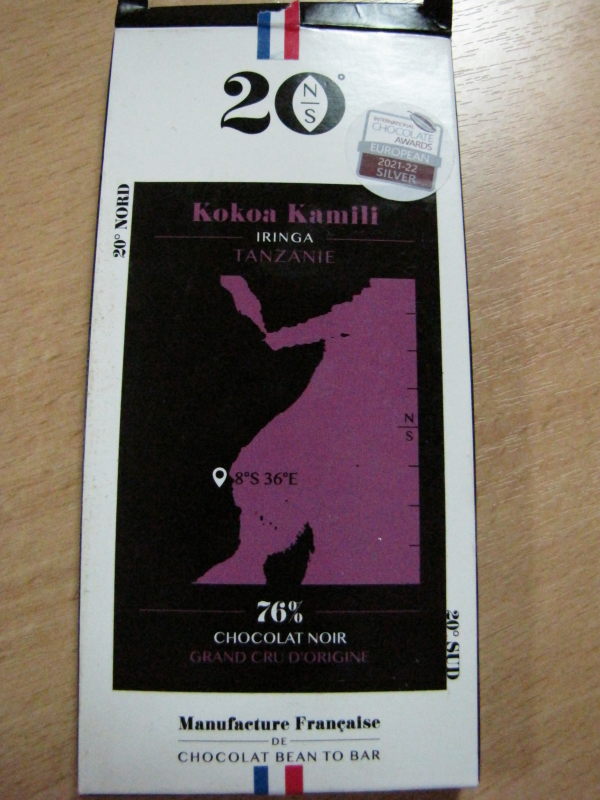 20°
N
S
INTERNATIONAL
CHOCOLATE
AWARDS
EUROPEAN
2021-22
SILVER
20° NORD
Kokoa Kamili
IRINGA
TANZANIE
N
S
8°S 36°E
76%
CHOCOLAT NOIR
GRAND CRU D'ORIGINE
20° SUD
Manufacture Française
DE
CHOCOLAT BEAN TO BAR